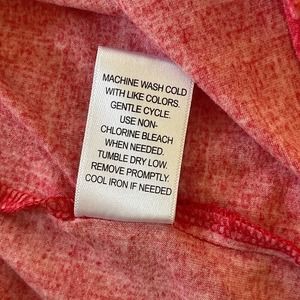 MACHINE WASH COLD
WITH LIKE COLORS.
GENTLE CYCLE.
USE NON-
CHLORINE BLEACH
WHEN NEEDED.
TUMBLE DRY LOW.
REMOVE PROMPTLY.
COOL IRON IF NEEDED